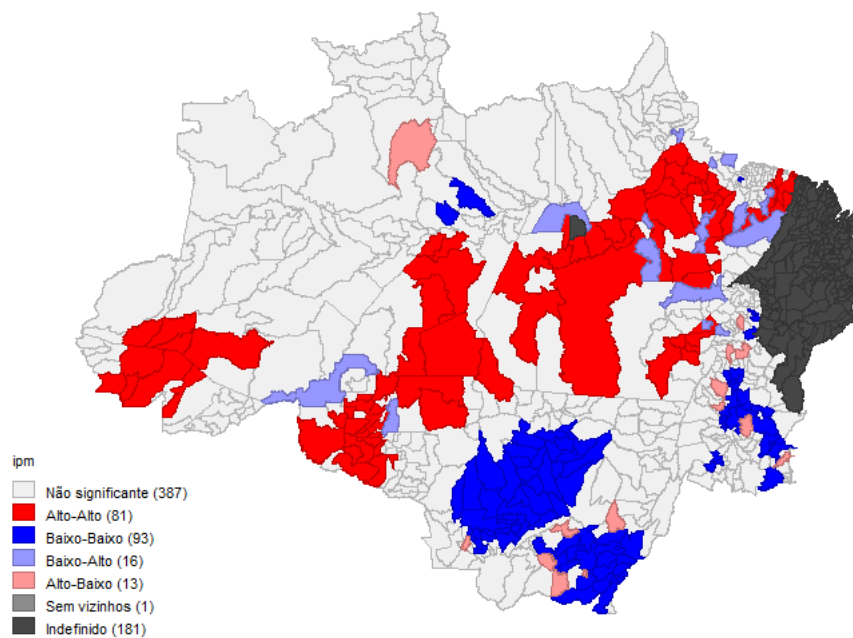 ipm
Não significante (387)
Alto-Alto (81)
Baixo-Baixo (93)
Baixo-Alto (16)
Alto-Baixo (13)
Sem vizinhos (1)
Indefinido (181)